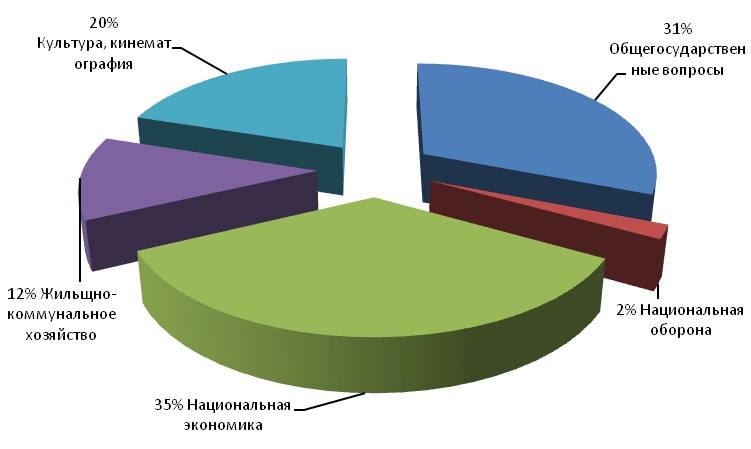 20%
Культура, кинемат
ография
31%
Общегосударствен
ные вопросы
12% Жильщно-
коммунальное
хозяйство
2% Национальная
оборона
35% Национальная
экономика